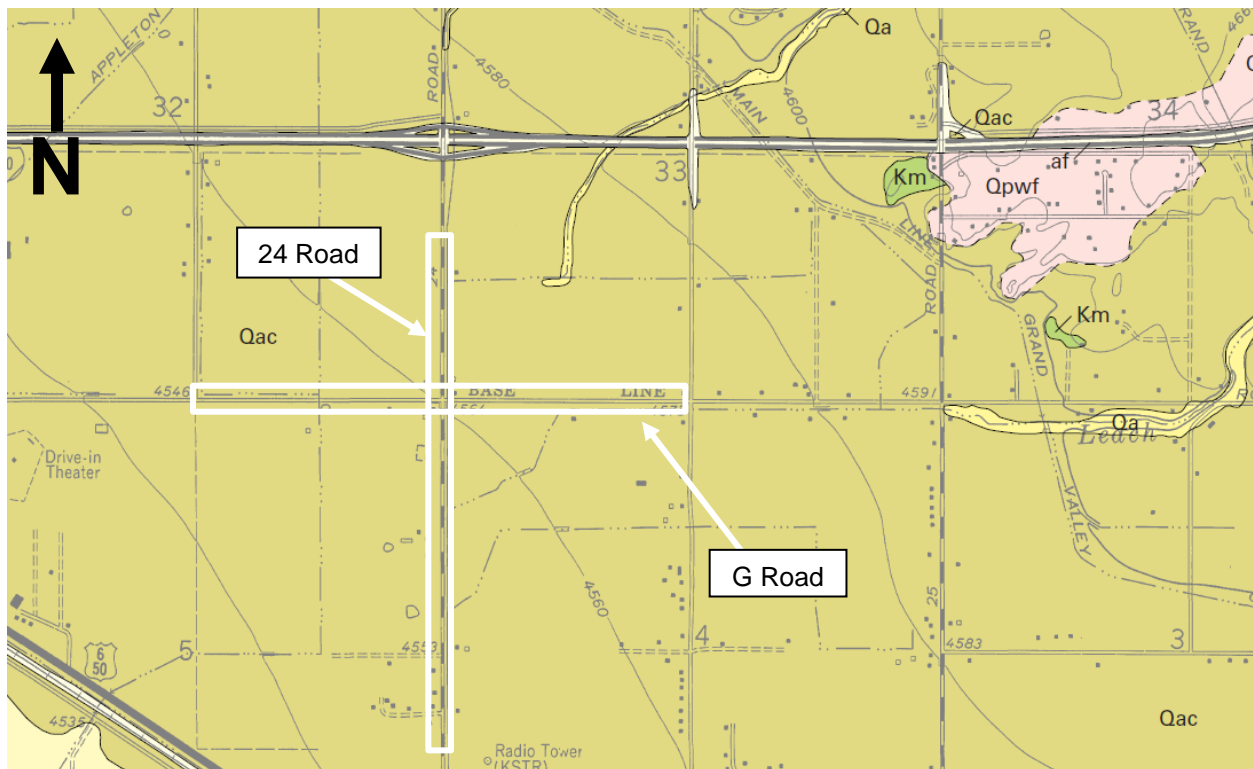 N
APPLETON
32
ROAD
4580
Qa
MAIN
4600
Qac
GRAND
34
33
Km
af
Qpwf
LINE
24 Road
24
ROAD
Km
GRAND
Qac
4546
BASE LINE
4591
Qa
Leach
Drive-in
Theater
VALLEY
G Road
4560
25
6
50
5
4553
4
4583
3
4535
Qac
Radio Tower
(KSTR)